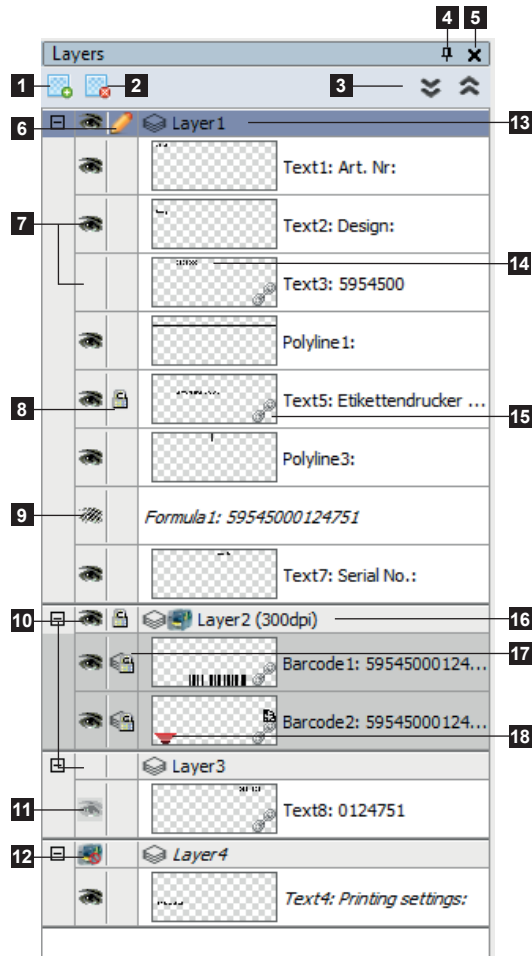 4 5
Layers
1 2 3
6 Layer1 13
Text1: Art. Nr:
7 Text2: Design:
Text3: 5954500 14
Polyline1:
8 Text5: Etikettendrucker ... 15
Polyline3:
9 Formula1: 59545000124751
Text7: Serial No.:
10 Layer2 (300dpi) 16
Barcode1: 59545000124... 17
Barcode2: 59545000124... 18
Layer3
11 Text8: 0124751
12 Layer4
Text4: Printing settings: